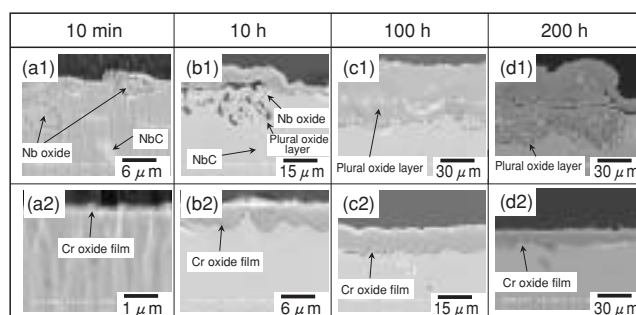 10 min 10 h 100 h 200 h
(a1) (b1) (c1) (d1)
Nb oxide
Plural oxide
layer
Nb oxide
NbC
NbC
Plural oxide layer
Plural oxide layer
6 μm 15 μm 30 μm 30 μm
(a2) (b2) (c2) (d2)
Cr oxide film
Cr oxide film
Cr oxide film
Cr oxide film
1 μm 6 μm 15 μm 30 μm